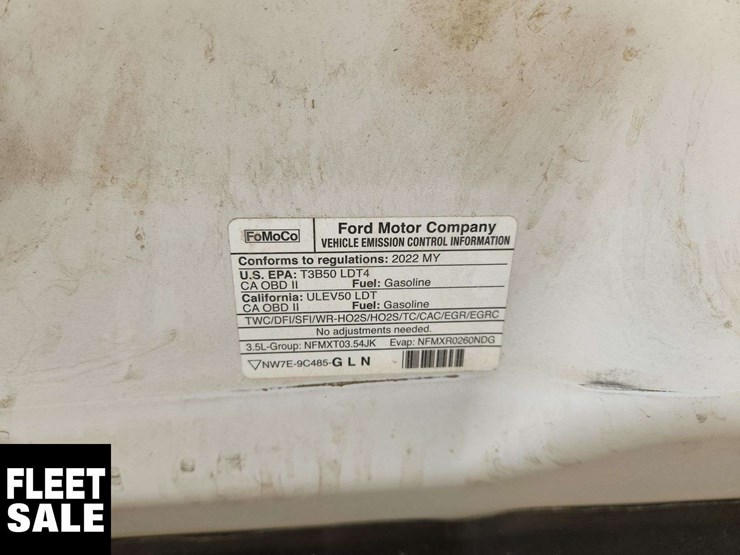 FoMoCo
Ford Motor Company
VEHICLE EMISSION CONTROL INFORMATION
Conforms to regulations: 2022 MY
U.S. EPA: T3B50 LDT4
CA OBD II Fuel: Gasoline
California: ULEV50 LDT
CA OBD II Fuel: Gasoline
TWC/DFI/SFI/WR-HO2S/HO2S/TC/CAC/EGR/EGRC
No adjustments needed.
3.5L-Group: NFMXT03.54JK Evap: NFMXR0260NDG
NW7E-9C485-G L N
FLEET
SALE